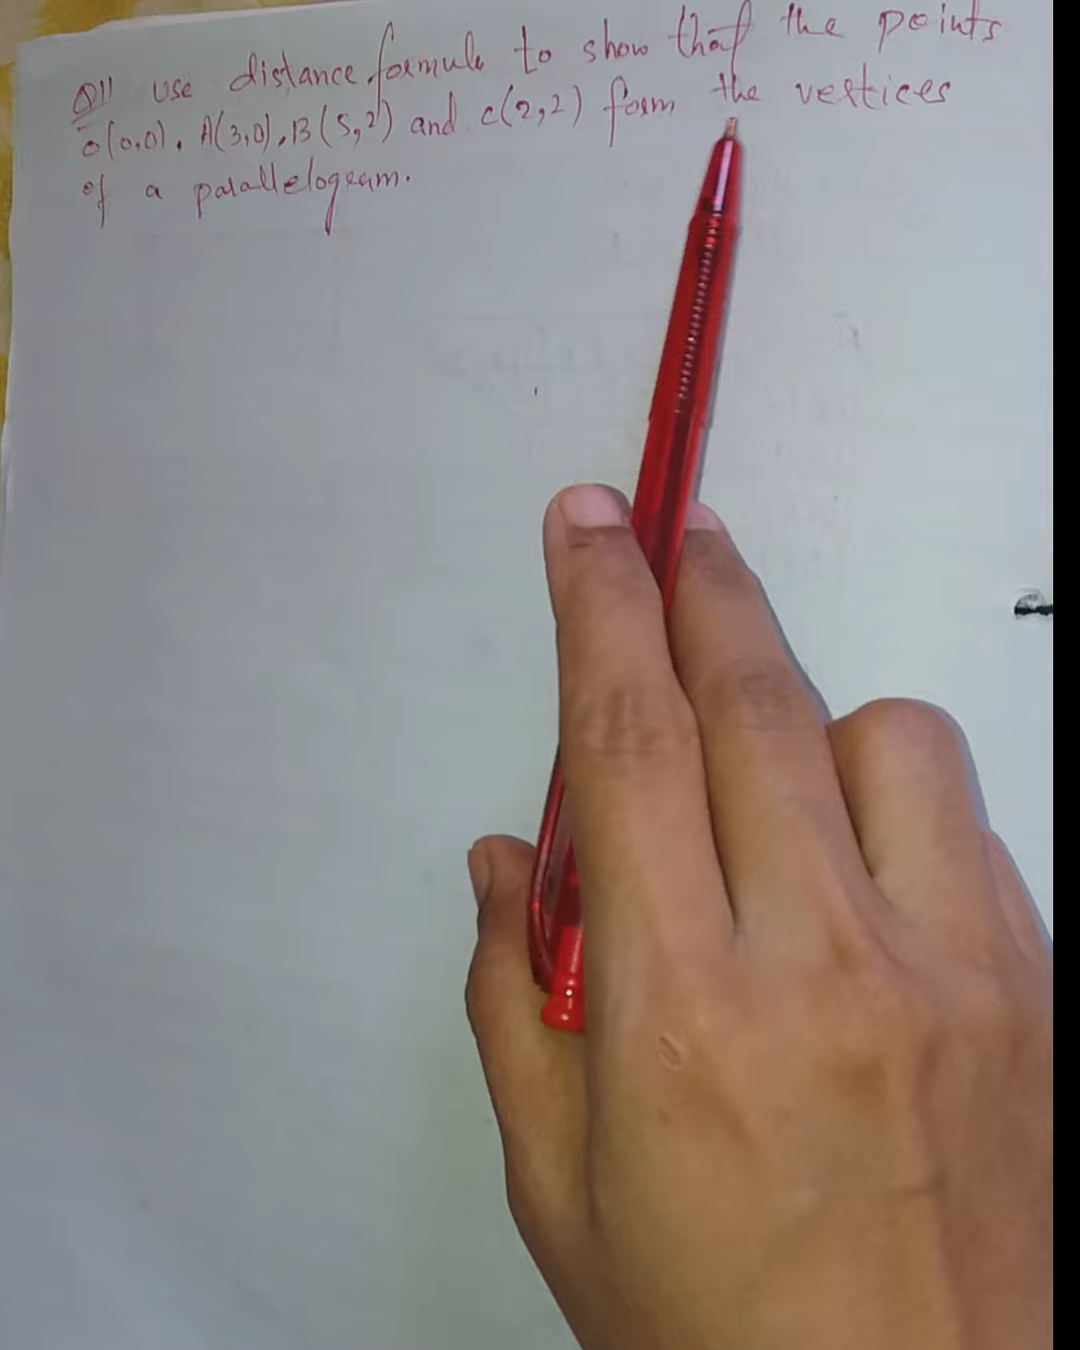 Q11 use distance formula to show that the points
O(0,0), A(3,0), B(5,2) and C(2,2) form the vertices
of a parallelogram.